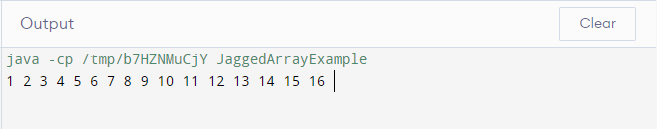 Output
Clear
java -cp /tmp/b7HZNMuCjY JaggedArrayExample
1 2 3 4 5 6 7 8 9 10 11 12 13 14 15 16